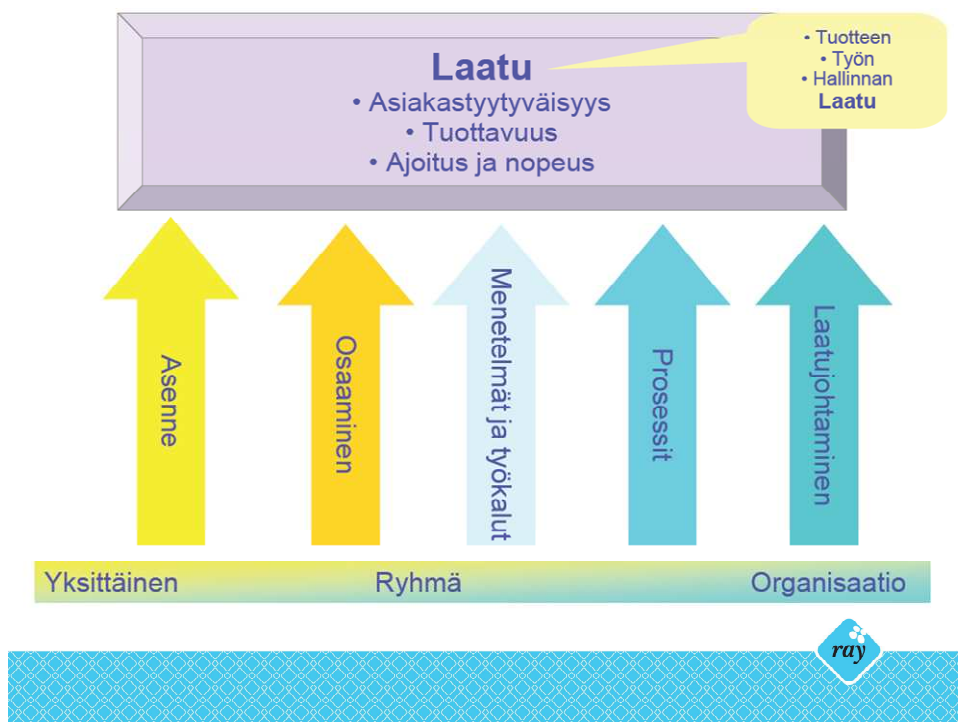 • Tuotteen
• Työn
• Hallinnan
Laatu
Laatu
• Asiakastyytyväisyys
• Tuottavuus
• Ajoitus ja nopeus
Asenne
Osaaminen
Menetelmät ja työkalut
Prosessit
Laatujohtaminen
Yksittäinen
Ryhmä
Organisaatio
ray